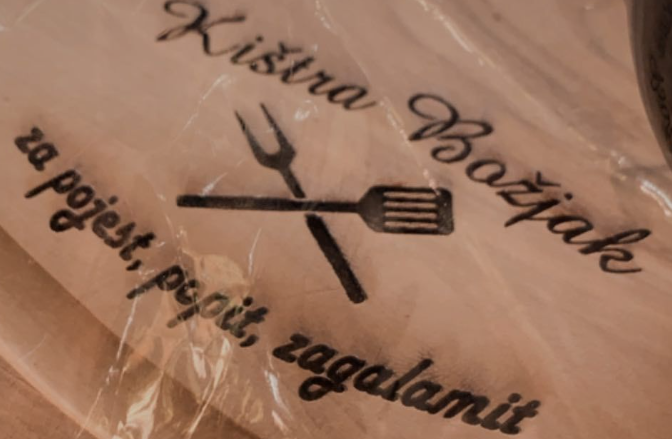 Kištra Božjak
za pojest, popit, zagalamit